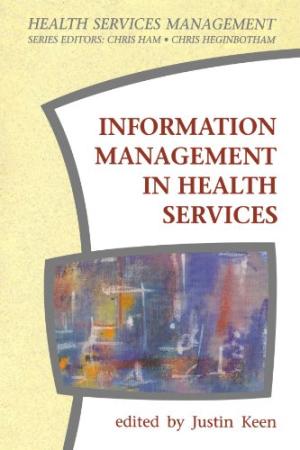 HEALTH SERVICES MANAGEMENT
SERIES EDITORS: CHRIS HAM • CHRIS HEGINBOTHAM
INFORMATION
MANAGEMENT
IN HEALTH
SERVICES
edited by Justin Keen